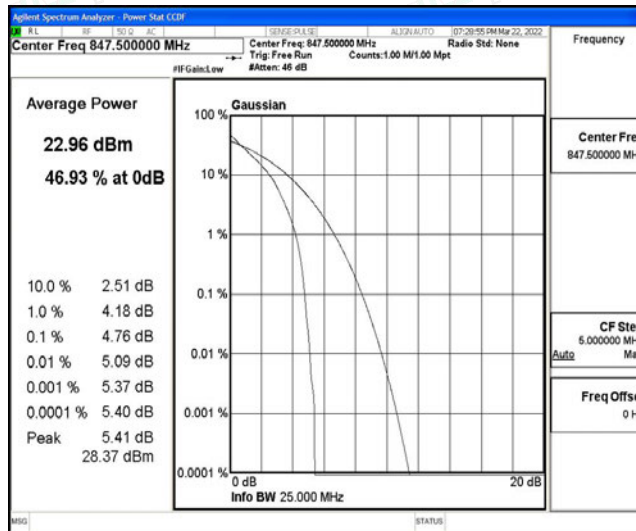 Agilent Spectrum Analyzer - Power Stat CCDF
RL RF 50 Ω AC SENSE:PULSE ALIGN AUTO 07:28:55 PM Mar 22, 2022
Center Freq 847.500000 MHz
Center Freq: 847.500000 MHz Radio Std: None
Trig: Free Run Counts:1.00 M/1.00 Mpt
#IFGain:Low #Atten: 46 dB
Frequency
Average Power
22.96 dBm
46.93 % at 0dB
10.0 % 2.51 dB
1.0 % 4.18 dB
0.1 % 4.76 dB
0.01 % 5.09 dB
0.001 % 5.37 dB
0.0001 % 5.40 dB
Peak 5.41 dB
28.37 dBm
Gaussian
100 %
10 %
1 %
0.1 %
0.01 %
0.001 %
0.0001 %
0 dB 20 dB
Info BW 25.000 MHz
Center Fre
847.500000 MH
CF Ste
5.000000 MH
Auto Ma
Freq Offse
0 H
MSG STATUS